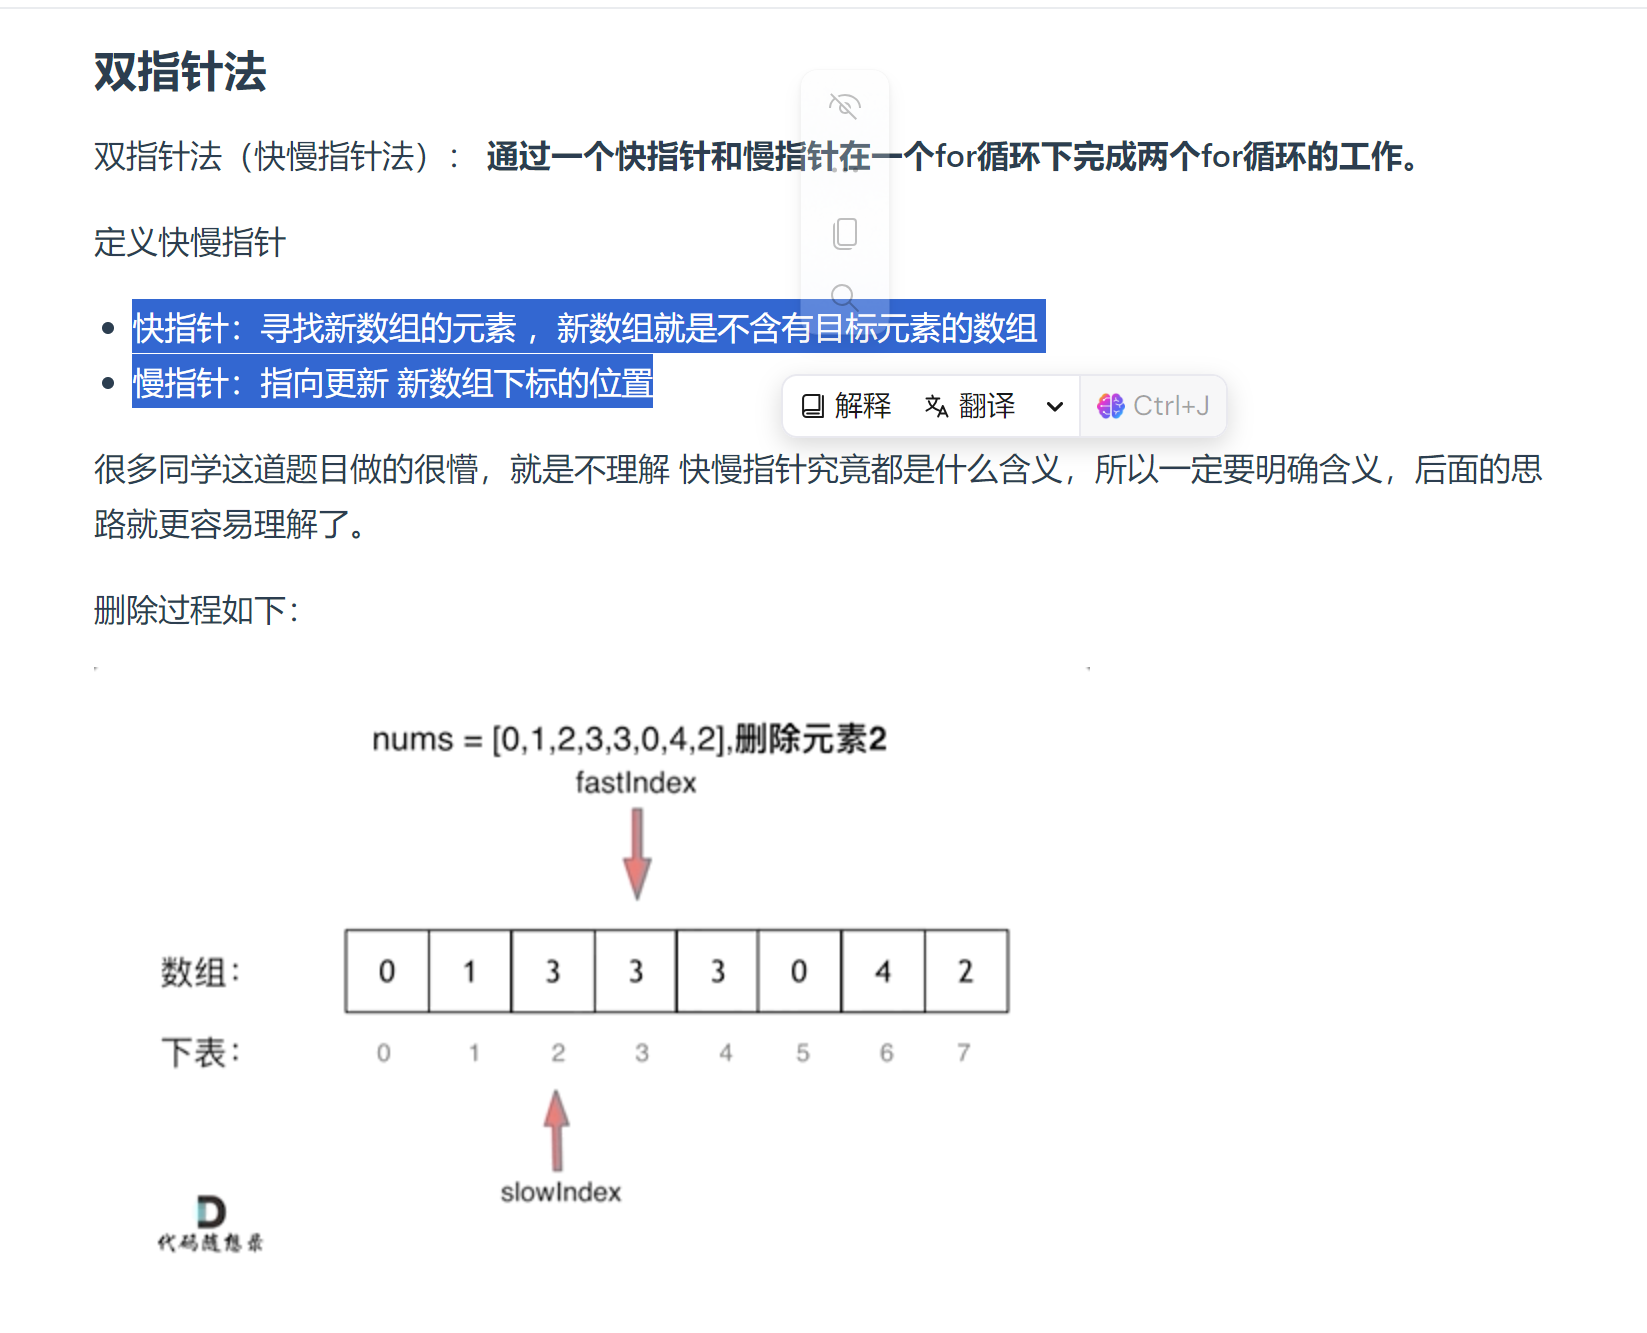 双指针法
双指针法（快慢指针法）： 通过一个快指针和慢指针在一个for循环下完成两个for循环的工作。
定义快慢指针
快指针：寻找新数组的元素 ，新数组就是不含有目标元素的数组
慢指针：指向更新 新数组下标的位置
解释 翻译 Ctrl+J
很多同学这道题目做的很懵，就是不理解 快慢指针究竟都是什么含义，所以一定要明确含义，后面的思
路就更容易理解了。
删除过程如下：
nums = [0,1,2,3,3,0,4,2],删除元素2
fastIndex
数组： 0 1 3 3 3 0 4 2
下表： 0 1 2 3 4 5 6 7
slowIndex
代码随想录